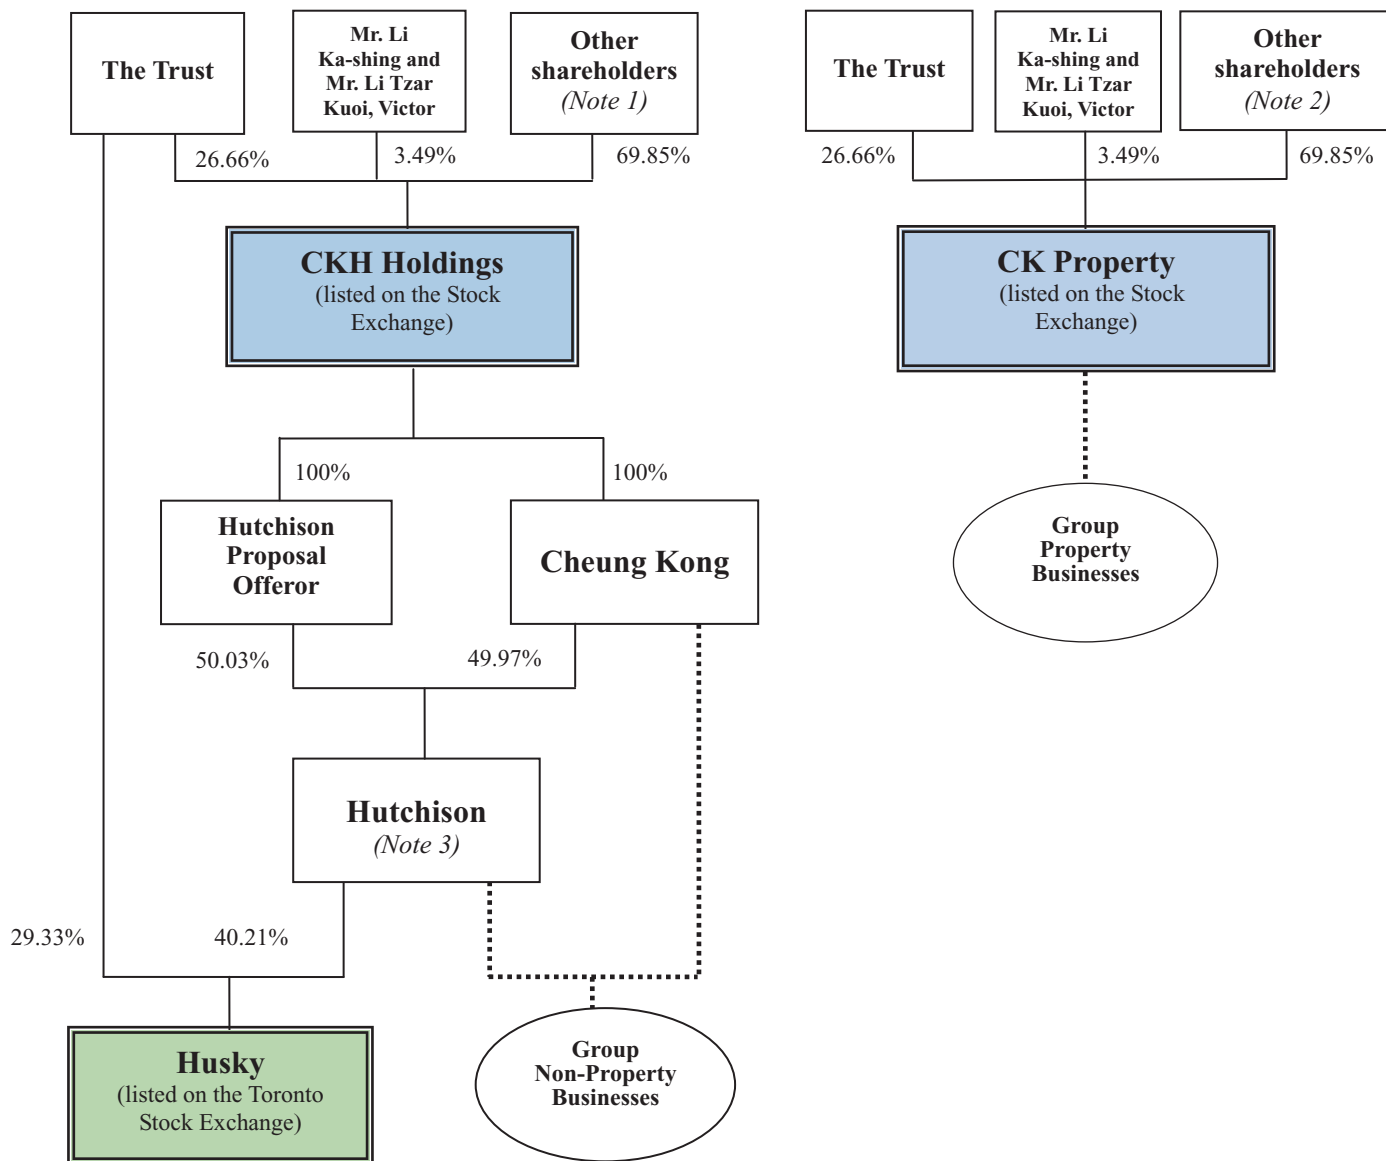 The Trust
Mr. Li
Ka-shing and
Mr. Li Tzar
Kuoi, Victor
Other
shareholders
(Note 1)
The Trust
Mr. Li
Ka-shing and
Mr. Li Tzar
Kuoi, Victor
Other
shareholders
(Note 2)
26.66%
3.49%
69.85%
26.66%
3.49%
69.85%
CKH Holdings
(listed on the Stock
Exchange)
CK Property
(listed on the Stock
Exchange)
100%
100%
Hutchison
Proposal
Offeror
Cheung Kong
Group
Property
Businesses
50.03%
49.97%
Hutchison
(Note 3)
29.33%
40.21%
Husky
(listed on the Toronto
Stock Exchange)
Group
Non-Property
Businesses